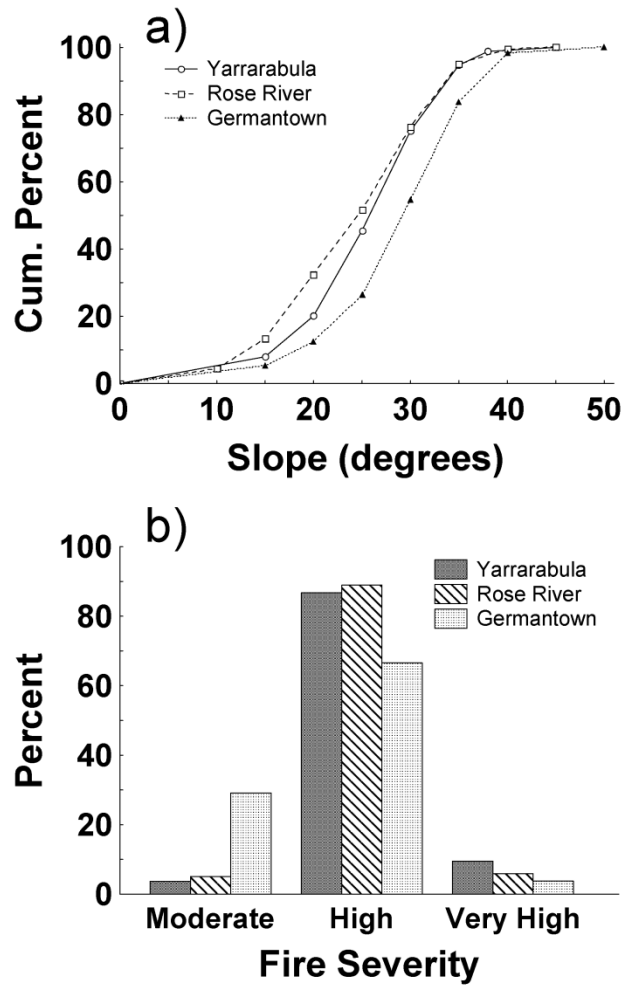 a)
100
80
60
40
20
0
Cum. Percent
Yarrarabula
Rose River
Germantown
0 10 20 30 40 50
Slope (degrees)
b)
100
80
60
40
20
0
Percent
Yarrarabula
Rose River
Germantown
Moderate High Very High
Fire Severity